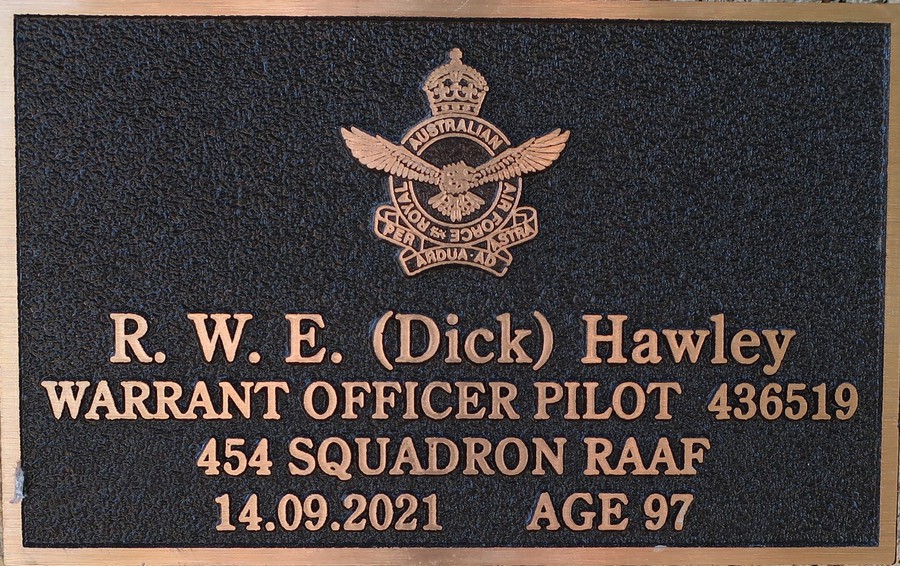 ROYAL AUSTRALIAN AIR FORCE
PER ARDUA · AD ASTRA
R. W. E. (Dick) Hawley
WARRANT OFFICER PILOT 436519
454 SQUADRON RAAF
14.09.2021 AGE 97